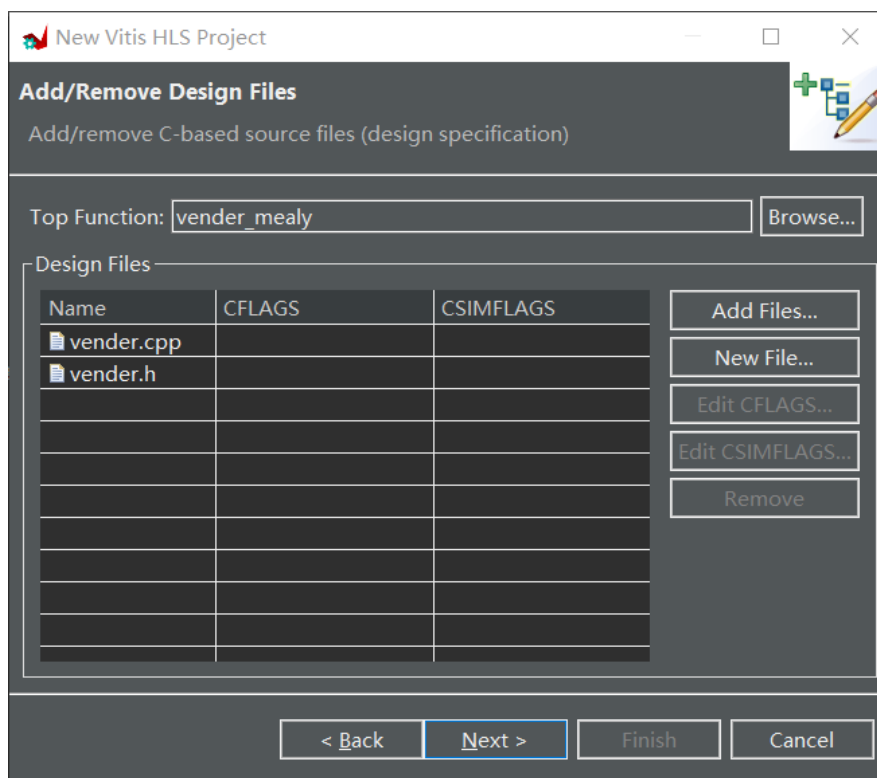 New Vitis HLS Project
Add/Remove Design Files
Add/remove C-based source files (design specification)
Top Function: vender_mealy Browse...
Design Files
Name CFLAGS CSIMFLAGS Add Files...
vender.cpp
New File...
vender.h
Edit CFLAGS...
Edit CSIMFLAGS...
Remove
< Back Next > Finish Cancel